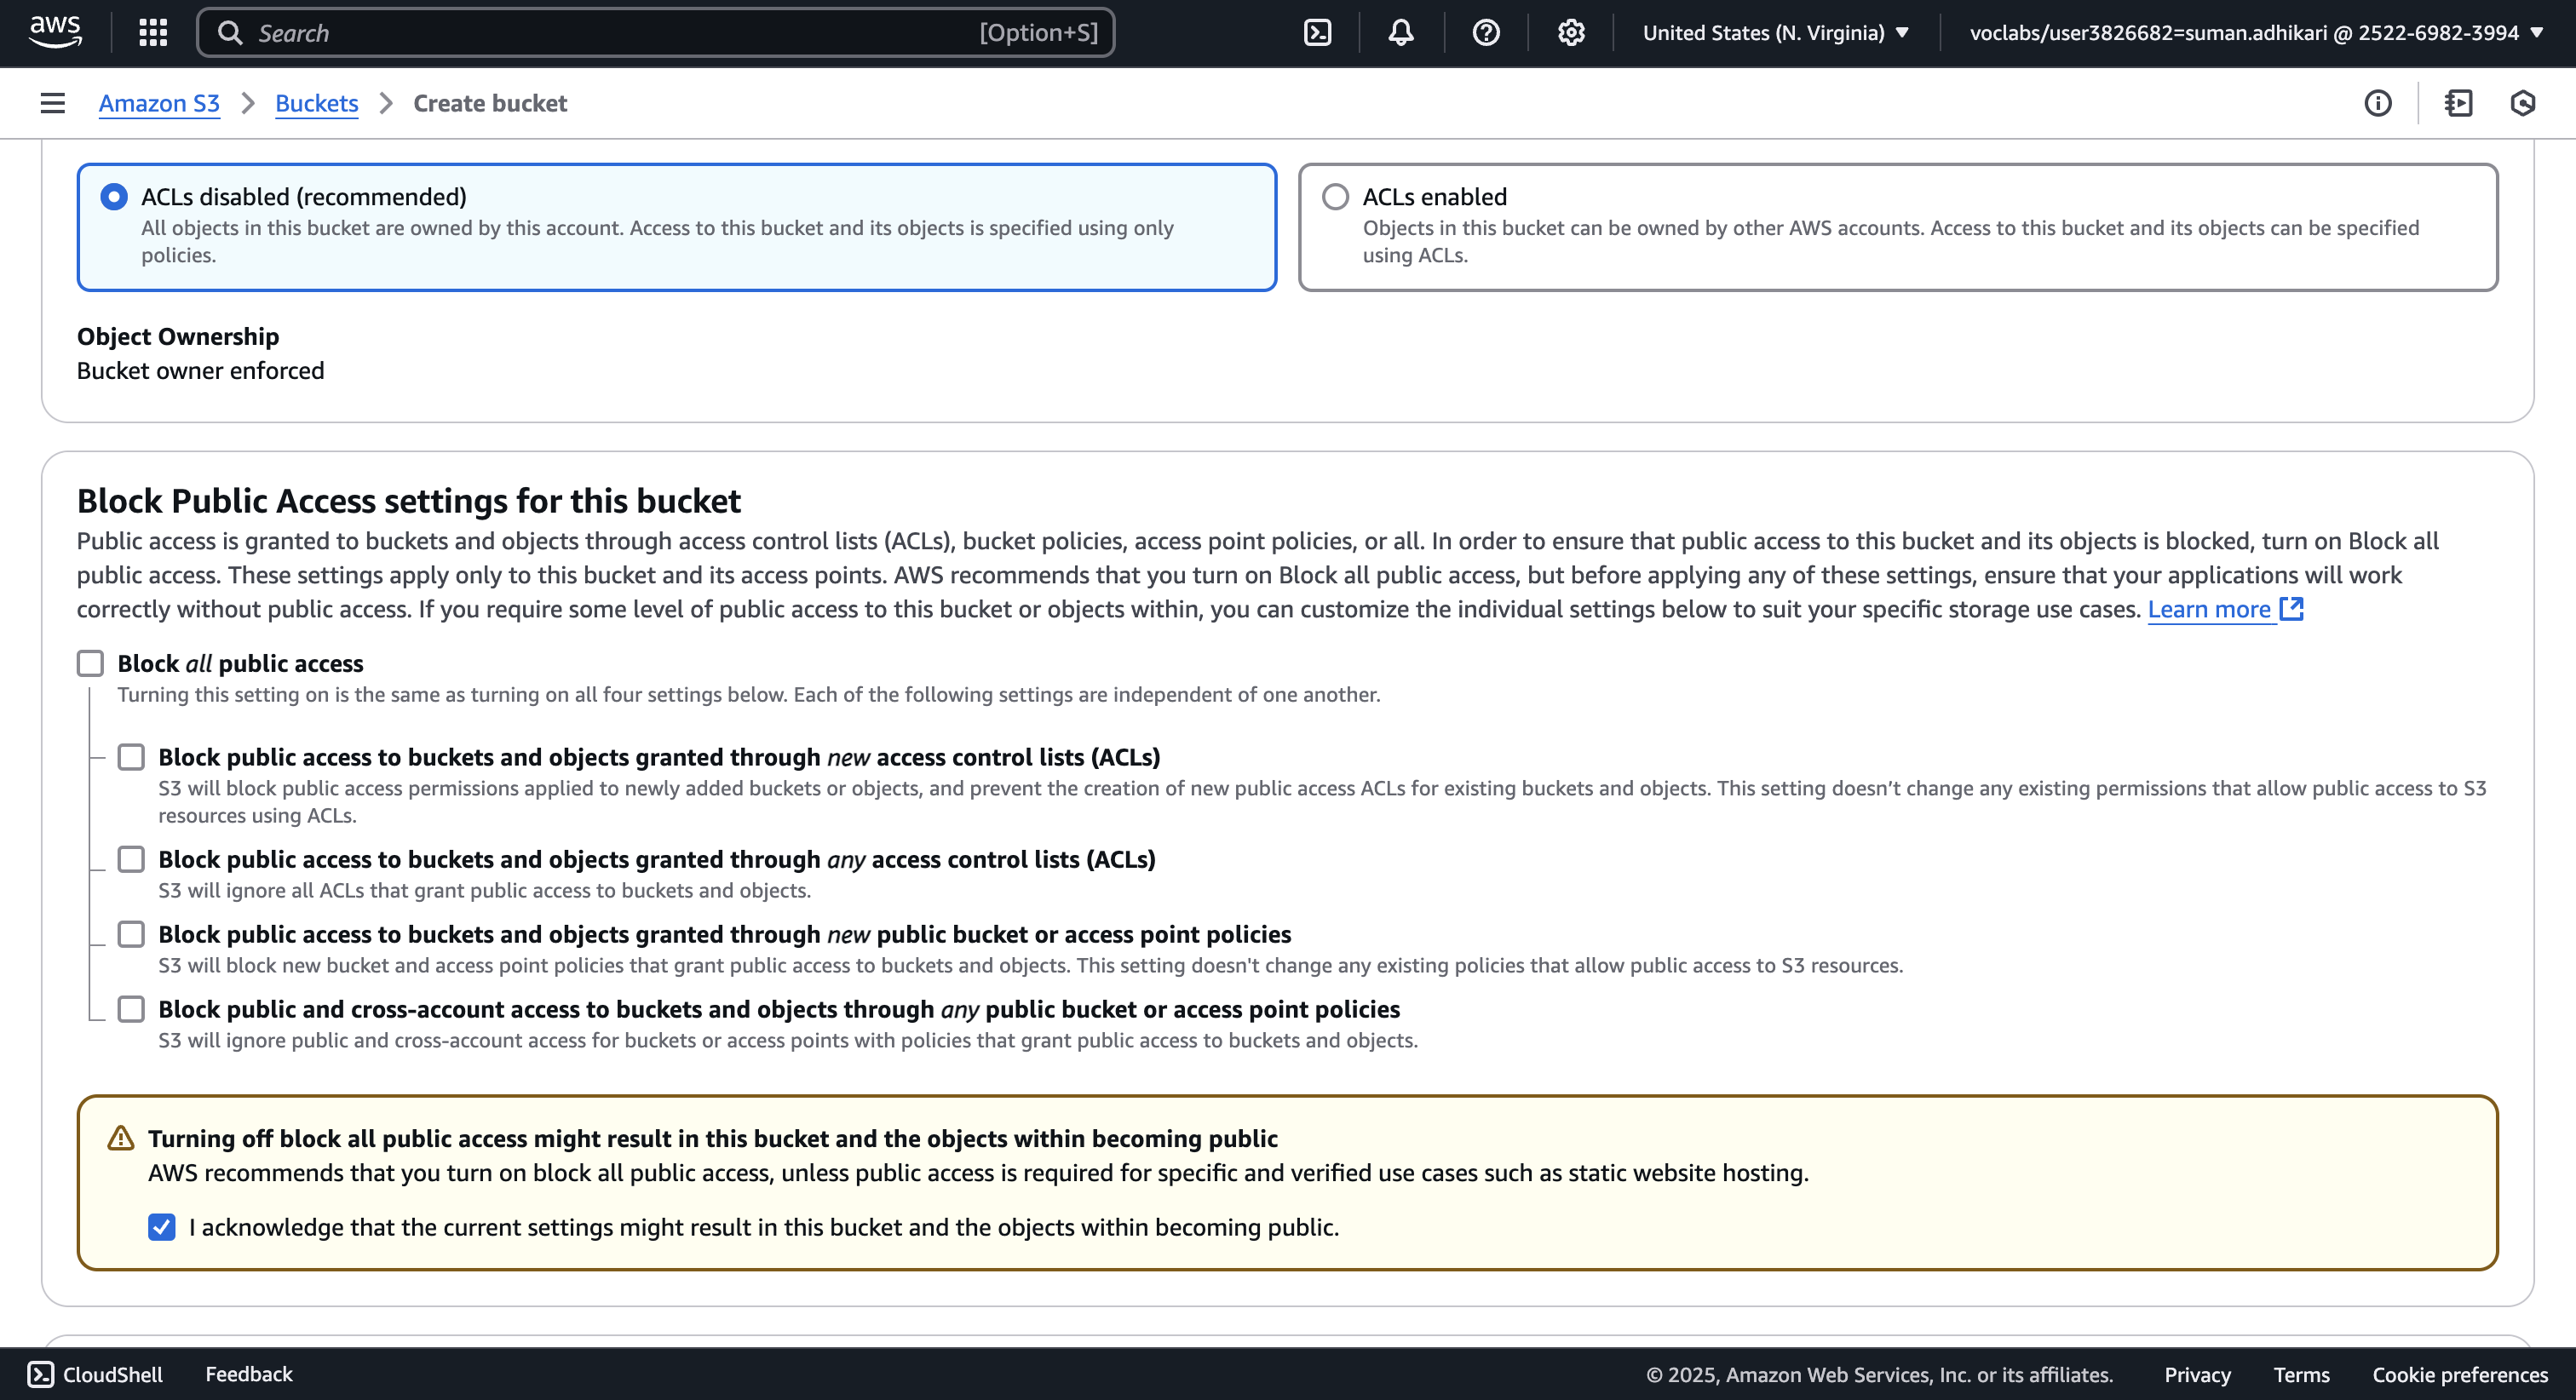 aws
Search
[Option+S]
United States (N. Virginia)
voclabs/user3826682=suman.adhikari @ 2522-6982-3994
Amazon S3
Buckets
Create bucket
ACLs disabled (recommended)
All objects in this bucket are owned by this account. Access to this bucket and its objects is specified using only
policies.
ACLs enabled
Objects in this bucket can be owned by other AWS accounts. Access to this bucket and its objects can be specified
using ACLs.
Object Ownership
Bucket owner enforced
Block Public Access settings for this bucket
Public access is granted to buckets and objects through access control lists (ACLs), bucket policies, access point policies, or all. In order to ensure that public access to this bucket and its objects is blocked, turn on Block all
public access. These settings apply only to this bucket and its access points. AWS recommends that you turn on Block all public access, but before applying any of these settings, ensure that your applications will work
correctly without public access. If you require some level of public access to this bucket or objects within, you can customize the individual settings below to suit your specific storage use cases. Learn more
Block all public access
Turning this setting on is the same as turning on all four settings below. Each of the following settings are independent of one another.
Block public access to buckets and objects granted through new access control lists (ACLs)
S3 will block public access permissions applied to newly added buckets or objects, and prevent the creation of new public access ACLs for existing buckets and objects. This setting doesn’t change any existing permissions that allow public access to S3
resources using ACLs.
Block public access to buckets and objects granted through any access control lists (ACLs)
S3 will ignore all ACLs that grant public access to buckets and objects.
Block public access to buckets and objects granted through new public bucket or access point policies
S3 will block new bucket and access point policies that grant public access to buckets and objects. This setting doesn't change any existing policies that allow public access to S3 resources.
Block public and cross-account access to buckets and objects through any public bucket or access point policies
S3 will ignore public and cross-account access for buckets or access points with policies that grant public access to buckets and objects.
Turning off block all public access might result in this bucket and the objects within becoming public
AWS recommends that you turn on block all public access, unless public access is required for specific and verified use cases such as static website hosting.
I acknowledge that the current settings might result in this bucket and the objects within becoming public.
CloudShell
Feedback
© 2025, Amazon Web Services, Inc. or its affiliates.
Privacy
Terms
Cookie preferences